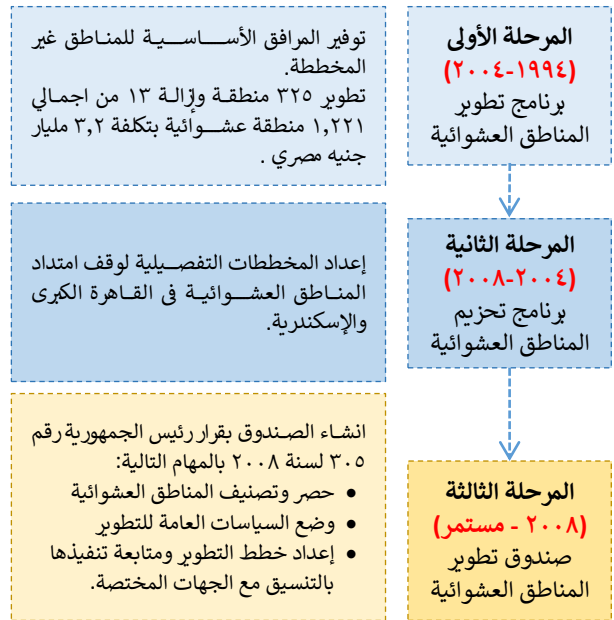 المرحلة الأولى
(١٩٩٤-٢٠٠٤)
برنامج تطوير
المناطق العشوائية
توفير المرافق الأساسية للمناطق غير
المخططة.
تطوير ٣٢٥ منطقة وإزالة ١٣ من اجمالي
١,٢٢١ منطقة عشوائية بتكلفة ٣,٢ مليار
جنيه مصري .
المرحلة الثانية
(٢٠٠٤-٢٠٠٨)
برنامج تحزيم
المناطق العشوائية
إعداد المخططات التفصيلية لوقف امتداد
المناطق العشوائية فى القاهرة الكبرى
والإسكندرية.
المرحلة الثالثة
(٢٠٠٨ - مستمر)
صندوق تطوير
المناطق العشوائية
انشاء الصندوق بقرار رئيس الجمهورية رقم
٣٠٥ لسنة ٢٠٠٨ بالمهام التالية:
• حصر وتصنيف المناطق العشوائية
• وضع السياسات العامة للتطوير
• إعداد خطط التطوير ومتابعة تنفيذها
بالتنسيق مع الجهات المختصة.